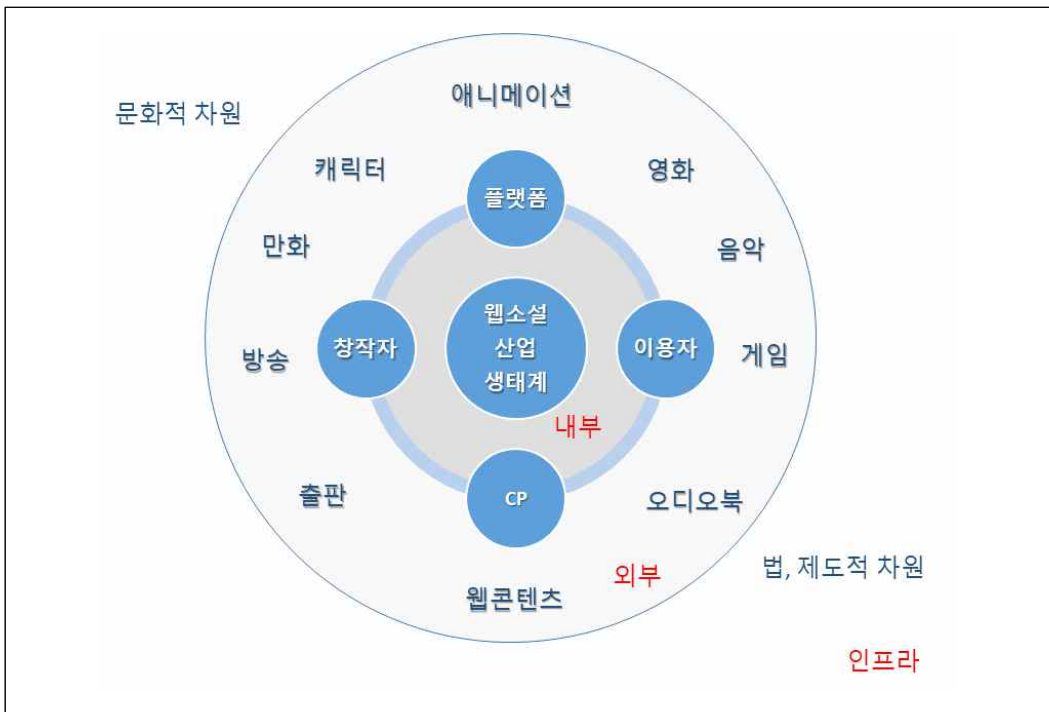 애니메이션
문화적 차원
캐릭터
영화
플랫폼
만화
음악
웹소설
산업
생태계
방송
창작자
이용자
게임
내부
출판
CP
오디오북
외부
법, 제도적 차원
웹콘텐츠
인프라